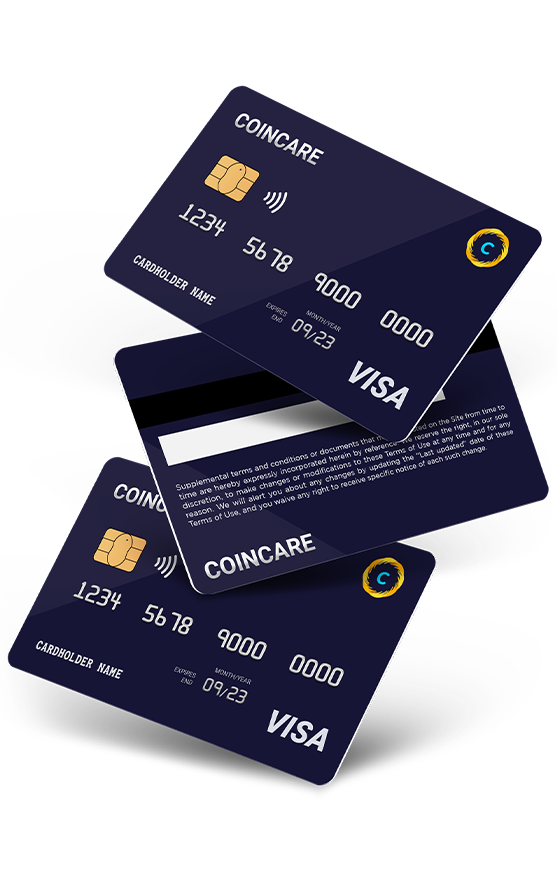 COINCARE
C
1234 5678 9000 0000
CARDHOLDER NAME
EXPIRES END
MONTH/YEAR
09/23
VISA
Supplemental terms and conditions or documents that on the Site from time to
time are hereby expressly incorporated herein by reference. We reserve the right, in our sole
discretion, to make changes or modifications to these Terms of Use at any time and for any
reason. We will alert you about any changes by updating the "Last updated" date of these
Terms of Use, and you waive any right to receive specific notice of each such change.
COINCARE
COINC
C
1234 5678 9000 0000
CARDHOLDER NAME
EXPIRES END
MONTH/YEAR
09/23
VISA